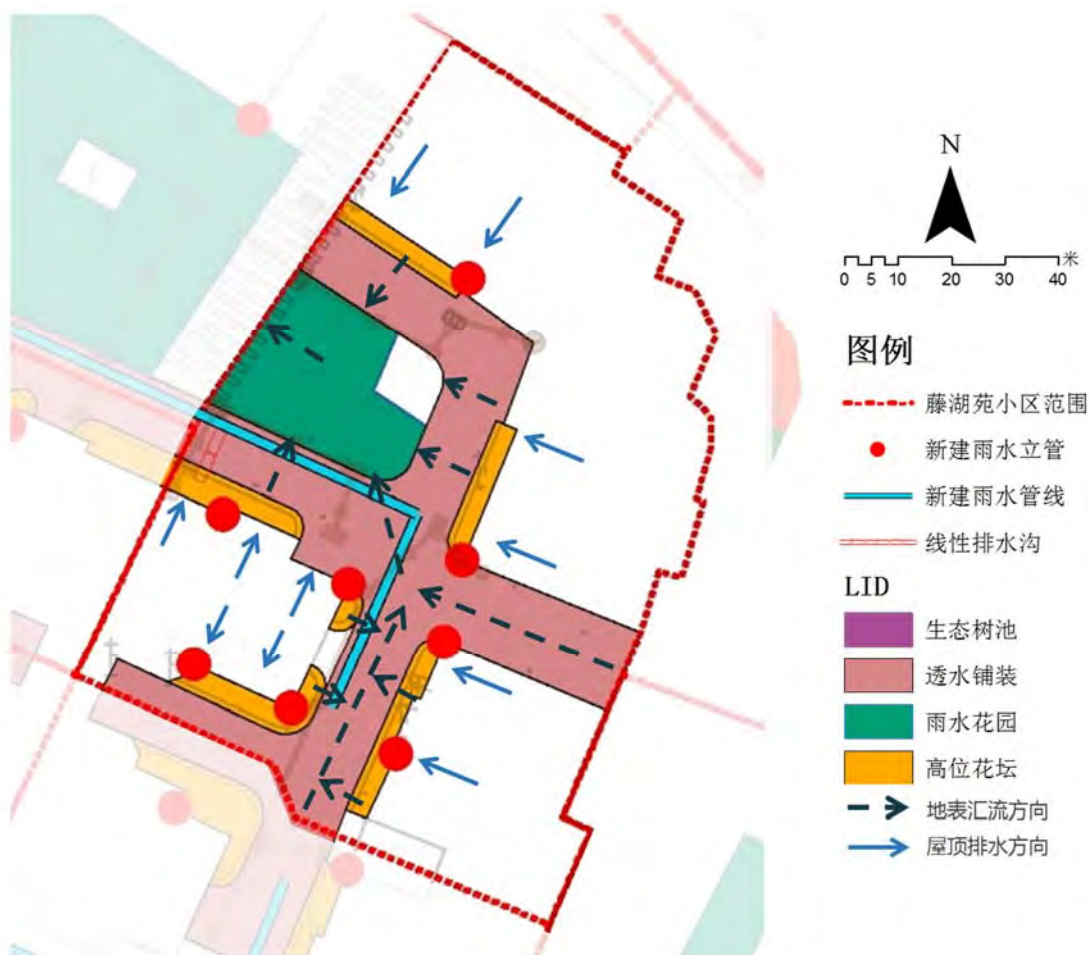 N
米
0 5 10 20 30 40
图例
藤湖苑小区范围
新建雨水立管
新建雨水管线
线性排水沟
LID
生态树池
透水铺装
雨水花园
高位花坛
地表汇流方向
屋顶排水方向